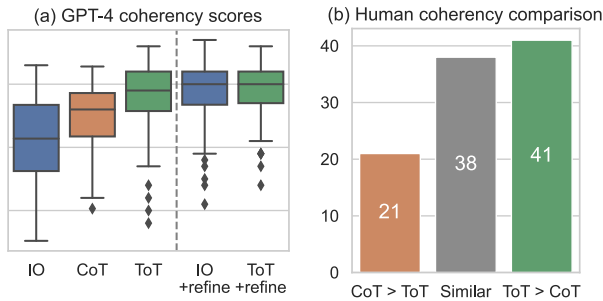 (a) GPT-4 coherency scores
IO
CoT
ToT
IO
+refine
ToT
+refine
(b) Human coherency comparison
40
30
20
10
0
21
38
41
CoT > ToT
Similar
ToT > CoT